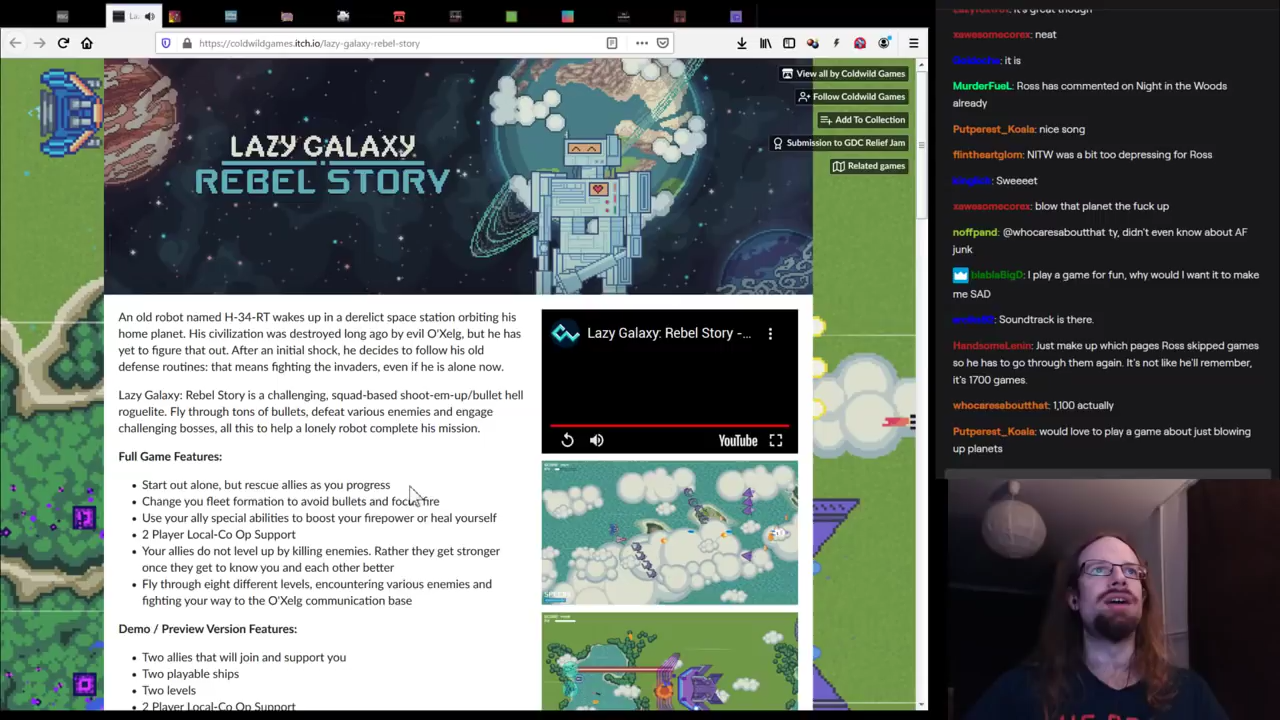 La
https://coldwildgames.itch.io/lazy-galaxy-rebel-story
View all by Coldwild Games
Follow Coldwild Games
Add To Collection
Submission to GDC Relief Jam
Related games
LAZY GALAXY
REBEL STORY
An old robot named H-34-RT wakes up in a derelict space station orbiting his
home planet. His civilization was destroyed long ago by evil O'Xelg, but he has
yet to figure that out. After an initial shock, he decides to follow his old
defense routines: that means fighting the invaders, even if he is alone now.
Lazy Galaxy: Rebel Story is a challenging, squad-based shoot-em-up/bullet hell
roguelite. Fly through tons of bullets, defeat various enemies and engage
challenging bosses, all this to help a lonely robot complete his mission.
Full Game Features:
Start out alone, but rescue allies as you progress
Change you fleet formation to avoid bullets and focus fire
Use your ally special abilities to boost your firepower or heal yourself
2 Player Local-Co Op Support
Your allies do not level up by killing enemies. Rather they get stronger
once they get to know you and each other better
Fly through eight different levels, encountering various enemies and
fighting your way to the O'Xelg communication base
Demo / Preview Version Features:
Two allies that will join and support you
Two playable ships
Two levels
2 Player Local-Co Op Support
Lazy Galaxy: Rebel Story -...
YouTube
it's great though
xawesomecorex: neat
: it is
MurderFueL: Ross has commented on Night in the Woods
already
Putperest_Koala: nice song
flintheartglom: NITW was a bit too depressing for Ross
: Sweeeet
xawesomecorex: blow that planet the fuck up
noffpand: @whocaresaboutthat ty, didn't even know about AF
junk
blablaBigD: I play a game for fun, why would I want it to make
me SAD
: Soundtrack is there.
HandsomeLenin: Just make up which pages Ross skipped games
so he has to go through them again. It's not like he'll remember,
it's 1700 games.
whocaresaboutthat: 1,100 actually
Putperest_Koala: would love to play a game about just blowing
up planets